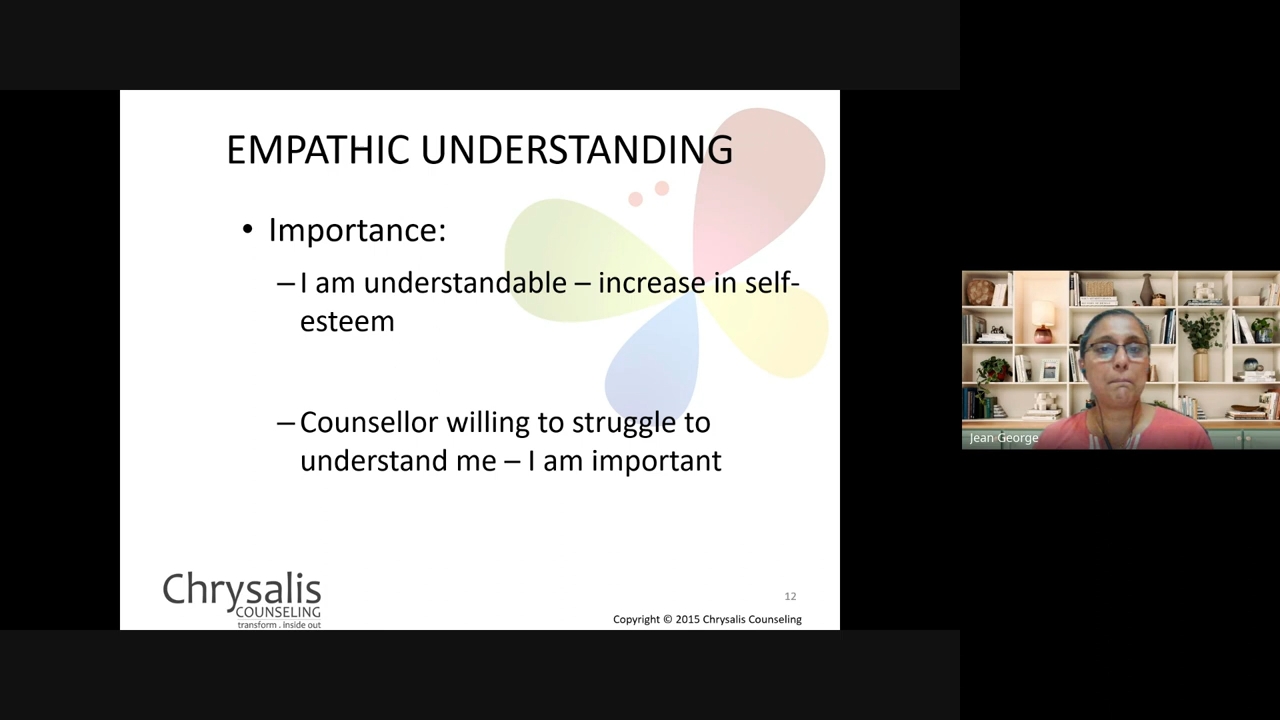 EMPATHIC UNDERSTANDING
• Importance:
– I am understandable – increase in self-
esteem
– Counsellor willing to struggle to
understand me – I am important
Chrysalis
COUNSELING
transform . inside out
12
Copyright © 2015 Chrysalis Counseling
Jean George